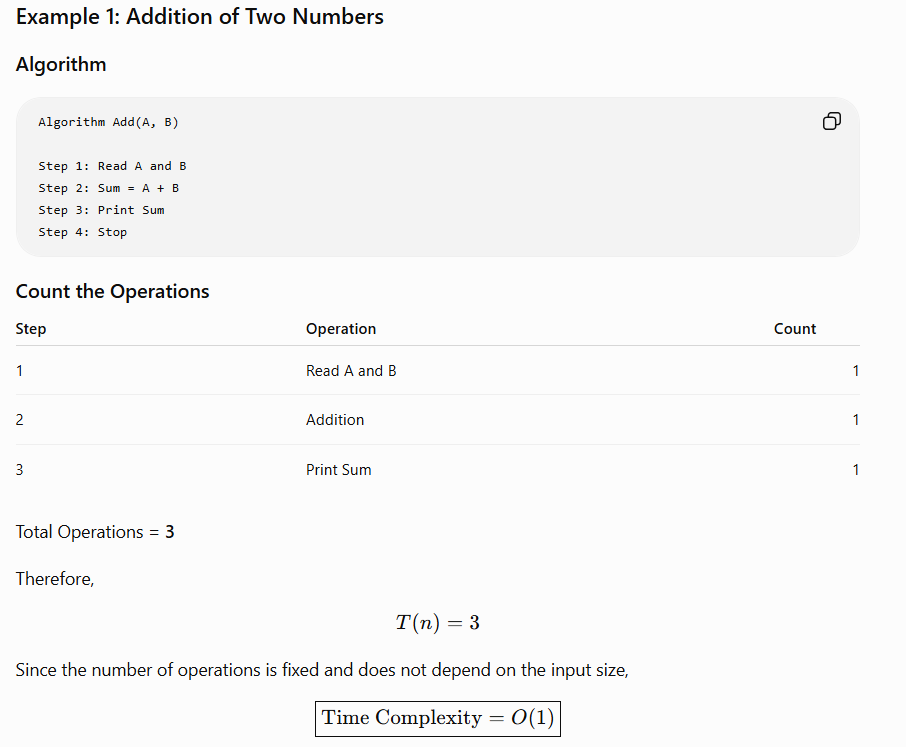 Example 1: Addition of Two Numbers
Algorithm
Algorithm Add(A, B)
Step 1: Read A and B
Step 2: Sum = A + B
Step 3: Print Sum
Step 4: Stop
Count the Operations
Step Operation Count
1 Read A and B 1
2 Addition 1
3 Print Sum 1
Total Operations = 3
Therefore,
T(n) = 3
Since the number of operations is fixed and does not depend on the input size,
Time Complexity = O(1)